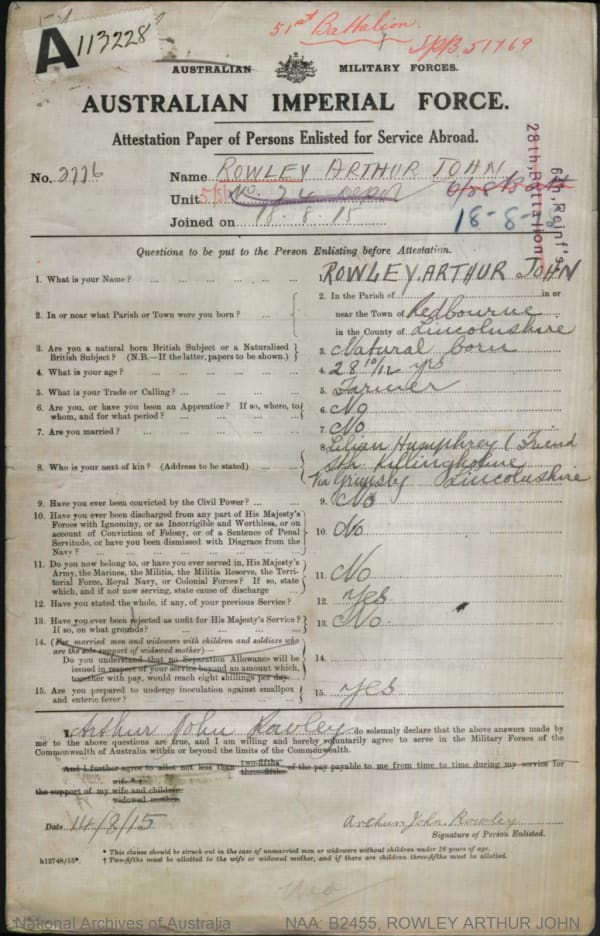 A 113228
51st Battalion
SPB 51769
AUSTRALIAN MILITARY FORCES.
AUSTRALIAN IMPERIAL FORCE.
Attestation Paper of Persons Enlisted for Service Abroad.
No. 2776 Name ROWLEY ARTHUR JOHN
Unit 51st No. 24 Depot
Joined on 18.8.15
18-8-15
6th Reinf's.
28th Battalion
Questions to be put to the Person Enlisting before Attestation.
1. What is your Name? ROWLEY ARTHUR JOHN
2. In or near what Parish or Town were you born? 2. In the Parish of in or
near the Town of Redbourne
in the County of Lincolnshire
3. Are you a natural born British Subject or a Naturalised
British Subject? (N.B.—If the latter, papers to be shown.) 3. Natural Born
4. What is your age? 4. 28 10/12 yrs
5. What is your Trade or Calling? 5. Farmer
6. Are you, or have you been an Apprentice? If so, where, to
whom, and for what period? 6. No
7. Are you married? 7. No
8. Who is your next of kin? (Address to be stated) 8. Lilian Humphrey (Friend
Sth Killingholme
via Grimsby Lincolnshire
9. Have you ever been convicted by the Civil Power? 9. No
10. Have you ever been discharged from any part of His Majesty's
Forces with Ignominy, or as Incorrigible and Worthless, or on
account of Conviction of Felony, or of a Sentence of Penal
Servitude, or have you been dismissed with Disgrace from the
Navy? 10. No
11. Do you now belong to, or have you ever served in, His Majesty's
Army, the Marines, the Militia, the Militia Reserve, the Terri-
torial Force, Royal Navy, or Colonial Forces? If so, state
which, and if not now serving, state cause of discharge 11. No
12. Have you stated the whole, if any, of your previous Service? 12. Yes
13. Have you ever been rejected as unfit for His Majesty's Service?
If so, on what grounds? 13. No.
14. (For married men and widowers with children and soldiers who
are the sole support of widowed mother)—
Do you understand that no Separation Allowance will be
issued in respect of your service beyond an amount which,
together with pay, would reach eight shillings per day 14.
15. Are you prepared to undergo inoculation against smallpox
and enteric fever? 15. yes
I, Arthur John Rowley do solemnly declare that the above answers made by
me to the above questions are true, and I am willing and hereby voluntarily agree to serve in the Military Forces of the
Commonwealth of Australia within or beyond the limits of the Commonwealth.
And I further agree to allot not less than two-fifths three-fifths of the pay payable to me from time to time during my service for
the support of my wife wife and children widowed mother.
Date 14/8/15
Arthur John Rowley
Signature of Person Enlisted.
* This clause should be struck out in the case of unmarried men or widowers without children under 18 years of age.
h12748/15*. † Two-fifths must be allotted to the wife or widowed mother, and if there are children three-fifths must be allotted.
National Archives of Australia NAA: B2455, ROWLEY ARTHUR JOHN